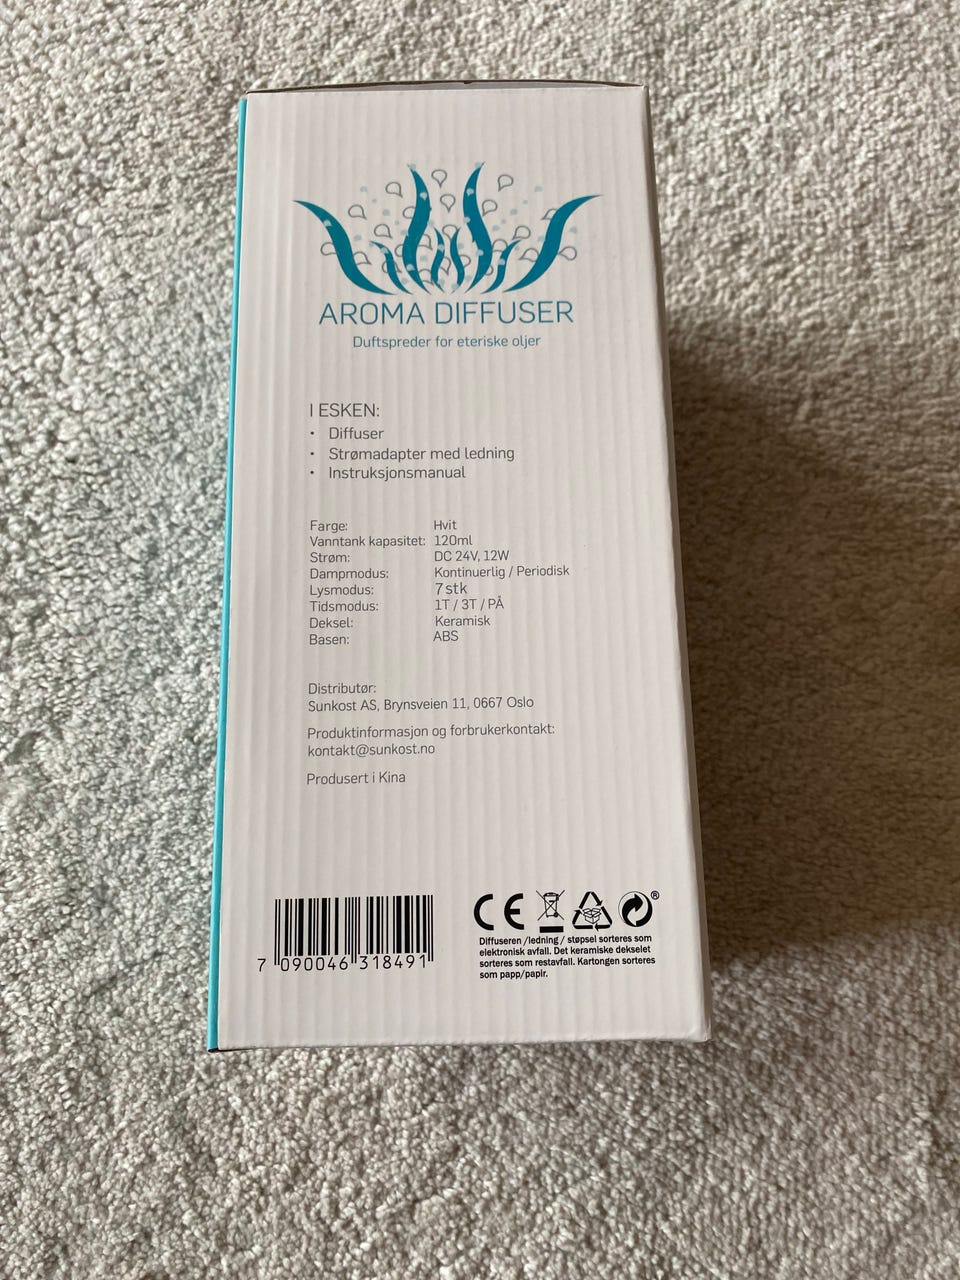 AROMA DIFFUSER
Duftspreder for eteriske oljer
I ESKEN:
• Diffuser
• Strømadapter med ledning
• Instruksjonsmanual
Farge: Hvit
Vanntank kapasitet: 120ml
Strøm: DC 24V, 12W
Dampmodus: Kontinuerlig / Periodisk
Lysmodus: 7 stk
Tidsmodus: 1T / 3T / PÅ
Deksel: Keramisk
Basen: ABS
Distributør:
Sunkost AS, Brynsveien 11, 0667 Oslo
Produktinformasjon og forbrukerkontakt:
kontakt@sunkost.no
Produsert i Kina
7 090046 318491
CE ®
Diffuseren /ledning / støpsel sorteres som
elektronisk avfall. Det keramiske dekselet
sorteres som restavfall. Kartongen sorteres
som papp/papir.